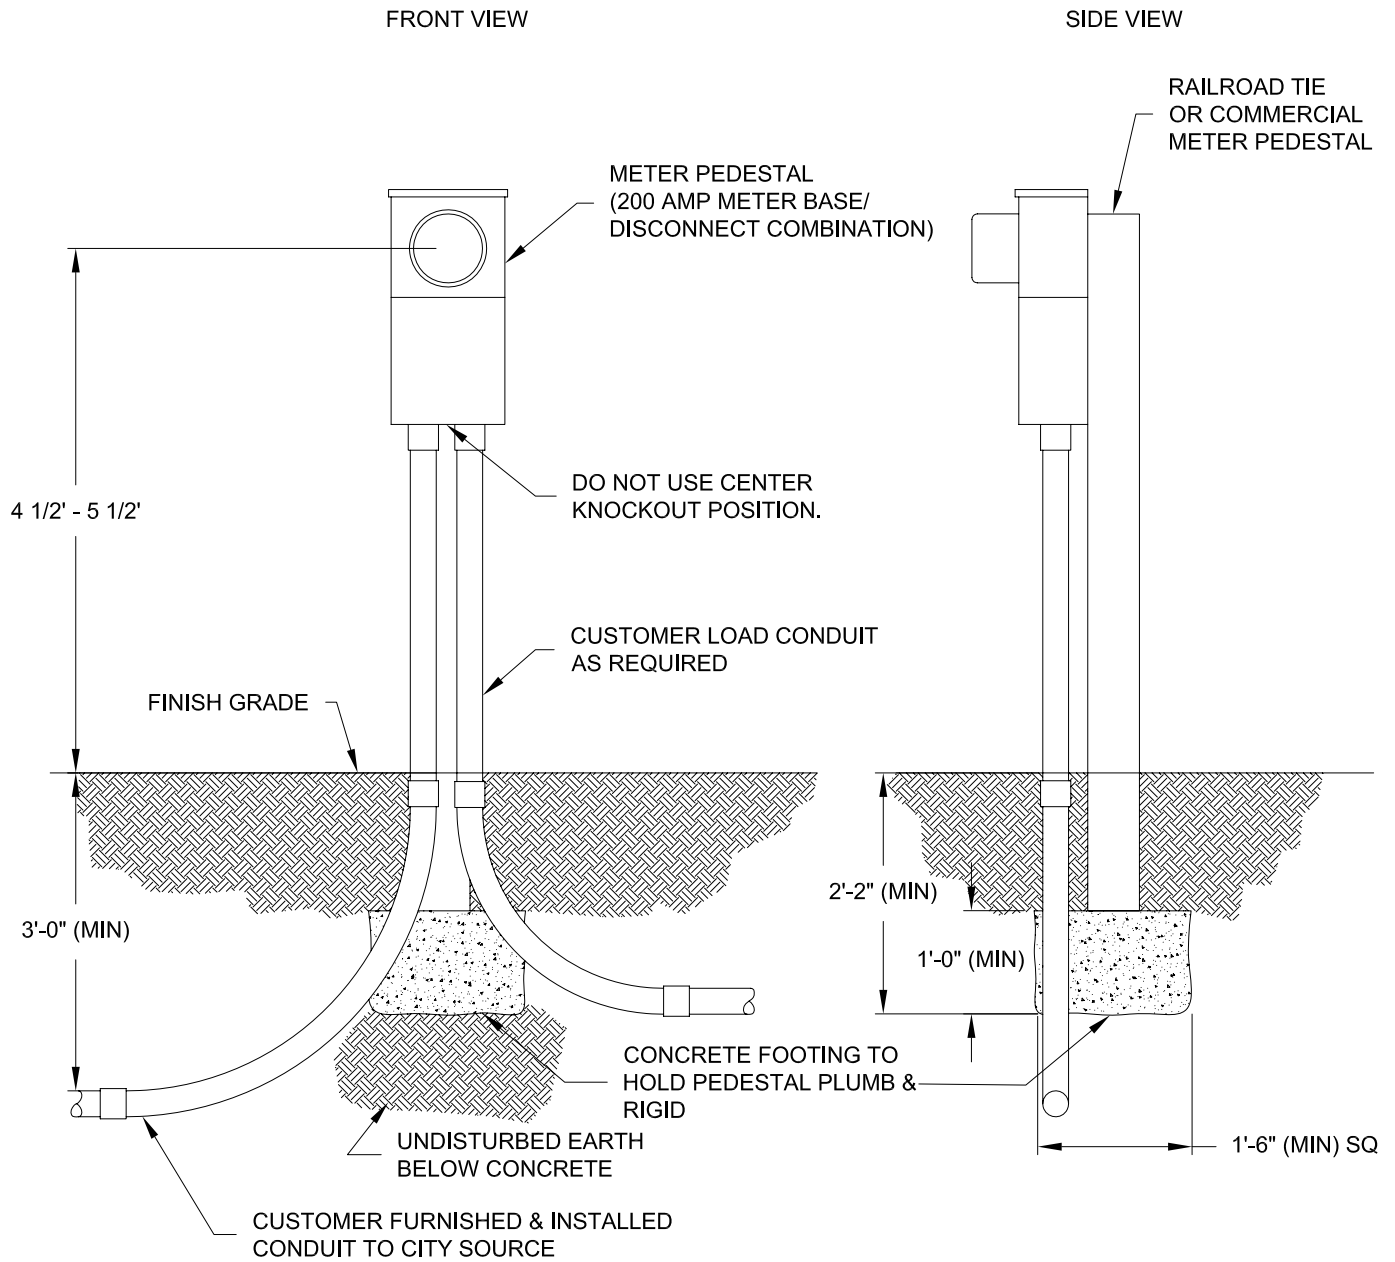 FRONT VIEW
SIDE VIEW
RAILROAD TIE
OR COMMERCIAL
METER PEDESTAL
METER PEDESTAL
(200 AMP METER BASE/
DISCONNECT COMBINATION)
DO NOT USE CENTER
KNOCKOUT POSITION.
4 1/2' - 5 1/2'
CUSTOMER LOAD CONDUIT
AS REQUIRED
FINISH GRADE
2'-2" (MIN)
3'-0" (MIN)
1'-0" (MIN)
CONCRETE FOOTING TO
HOLD PEDESTAL PLUMB &
RIGID
UNDISTURBED EARTH
BELOW CONCRETE
1'-6" (MIN) SQ
CUSTOMER FURNISHED & INSTALLED
CONDUIT TO CITY SOURCE